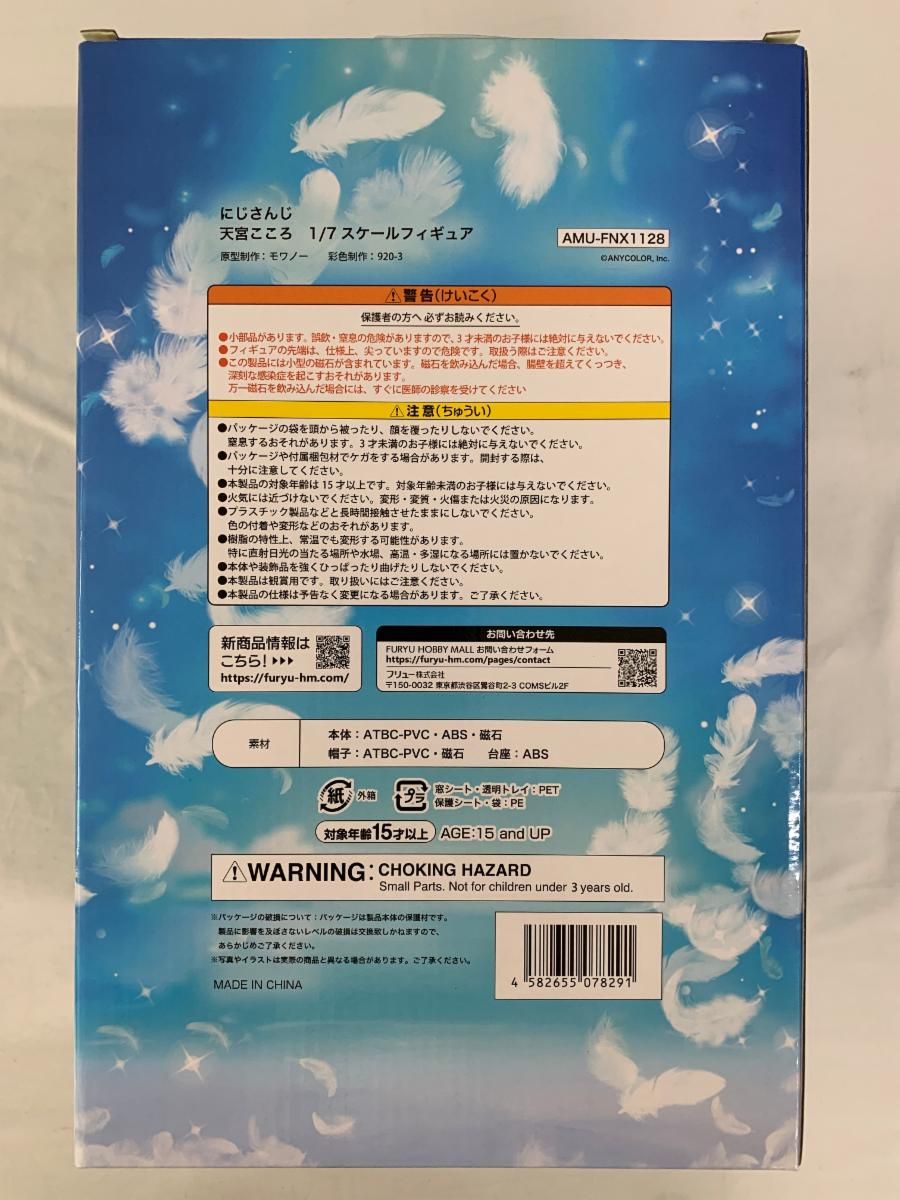 にじさんじ
天宮こころ 1/7 スケールフィギュア
原型制作：モワノー 彩色制作：920-3
AMU-FNX1128
©ANYCOLOR, Inc.
⚠警告(けいこく)
保護者の方へ 必ずお読みください。
●小部品があります。誤飲・窒息の危険がありますので、3才未満のお子様には絶対に与えないでください。
●フィギュアの先端は、仕様上、尖っていますので危険です。取扱う際はご注意ください。
●この製品には小型の磁石が含まれています。磁石を飲み込んだ場合、腸壁を超えてくっつき、
深刻な感染症を起こすおそれがあります。
万一磁石を飲み込んだ場合には、すぐに医師の診察を受けてください
⚠注意(ちゅうい)
●パッケージの袋を頭から被ったり、顔を覆ったりしないでください。
窒息するおそれがあります。3才未満のお子様には絶対に与えないでください。
●パッケージや付属梱包材でケガをする場合があります。開封する際は、
十分に注意してください。
●本製品の対象年齢は15才以上です。対象年齢未満のお子様には与えないでください。
●火気には近づけないでください。変形・変質・火傷または火災の原因になります。
●プラスチック製品などと長時間接触させたままにしないでください。
色の付着や変形などのおそれがあります。
●樹脂の特性上、常温でも変形する可能性があります。
特に直射日光の当たる場所や水場、高温・多湿になる場所には置かないでください。
●本体や装飾品を強くひっぱったり曲げたりしないでください。
●本製品は観賞用です。取り扱いにはご注意ください。
●本製品の仕様は予告なく変更になる場合があります。ご了承ください。
新商品情報は
こちら！▶▶▶
https://furyu-hm.com/
お問い合わせ先
FURYU HOBBY MALL お問い合わせフォーム
https://furyu-hm.com/pages/contact
フリュー株式会社
〒150-0032 東京都渋谷区鶯谷町2-3 COMSビル2F
素材
本体：ATBC-PVC・ABS・磁石
帽子：ATBC-PVC・磁石 台座：ABS
紙 外箱
プラ 窓シート・透明トレイ：PET
保護シート・袋：PE
対象年齢15才以上 AGE:15 and UP
⚠WARNING: CHOKING HAZARD
Small Parts. Not for children under 3 years old.
※パッケージの破損について：パッケージは製品本体の保護材です。
製品に影響を及ぼさないレベルの破損は交換致しかねますので、
あらかじめご了承ください。
※写真やイラストは実際の商品と異なる場合があります。ご了承ください。
MADE IN CHINA
4 582655 078291